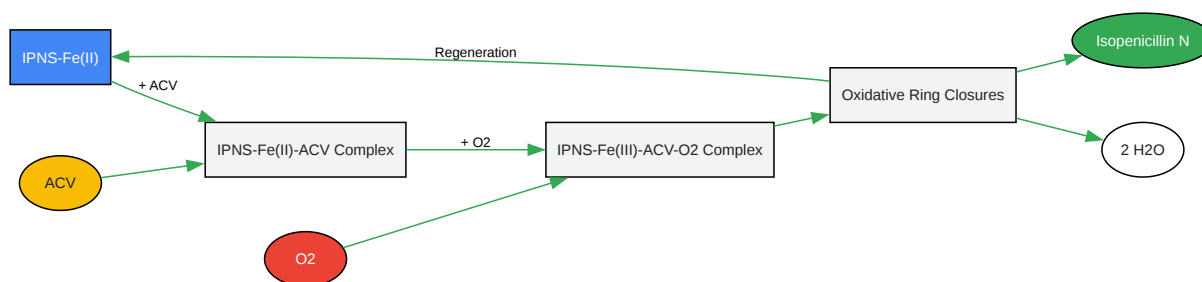 IPNS-Fe(II)
Regeneration
Isopenicillin N
+ ACV
Oxidative Ring Closures
IPNS-Fe(II)-ACV Complex
+ O2
IPNS-Fe(III)-ACV-O2 Complex
2 H2O
ACV
O2